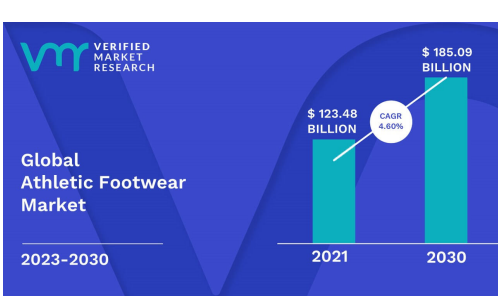 vmr
VERIFIED
MARKET
RESEARCH
$ 185.09
BILLION
$ 123.48
BILLION
CAGR
4.60%
Global
Athletic Footwear
Market
2023-2030
2021
2030